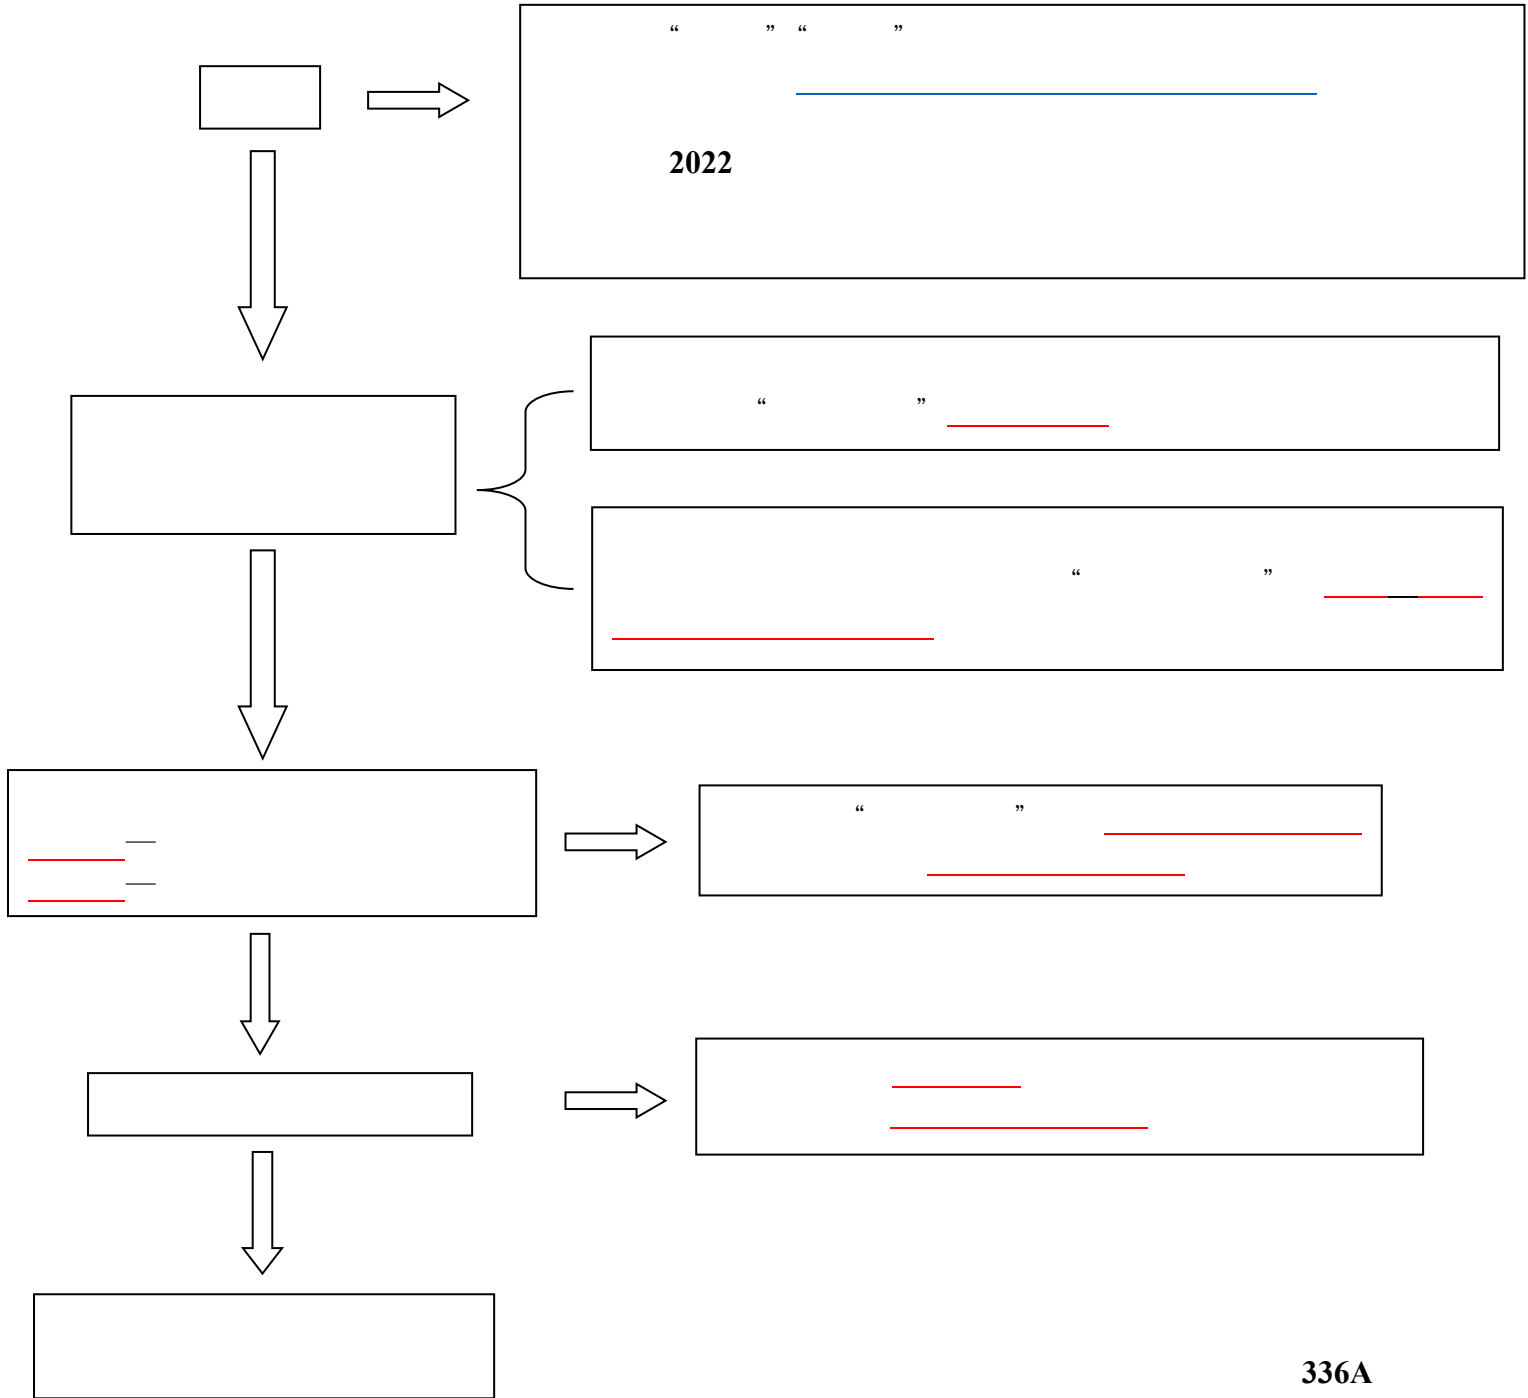 “ ” “ ”
2022
“ ”
“ ”
“ ”
336A